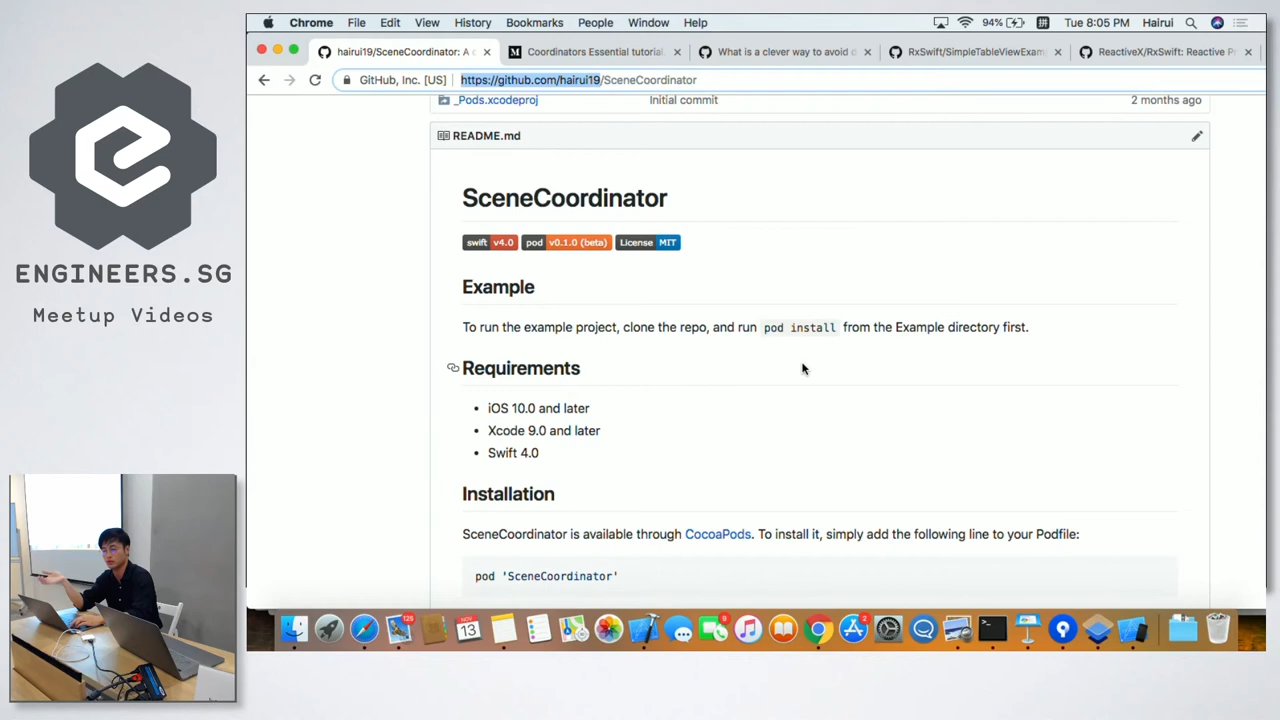 Chrome File Edit View History Bookmarks People Window Help 94% Tue 8:05 PM Hairui
hairui19/SceneCoordinator: A c
Coordinators Essential tutorial.
What is a clever way to avoid d
RxSwift/SimpleTableViewExam
ReactiveX/RxSwift: Reactive Pr
GitHub, Inc. [US] https://github.com/hairui19/SceneCoordinator
_Pods.xcodeproj Initial commit 2 months ago
README.md
SceneCoordinator
swift v4.0 pod v0.1.0 (beta) License MIT
Example
To run the example project, clone the repo, and run pod install from the Example directory first.
Requirements
• iOS 10.0 and later
• Xcode 9.0 and later
• Swift 4.0
Installation
SceneCoordinator is available through CocoaPods. To install it, simply add the following line to your Podfile:
pod 'SceneCoordinator'
ENGINEERS.SG
Meetup Videos
NOV
13
128
9
2